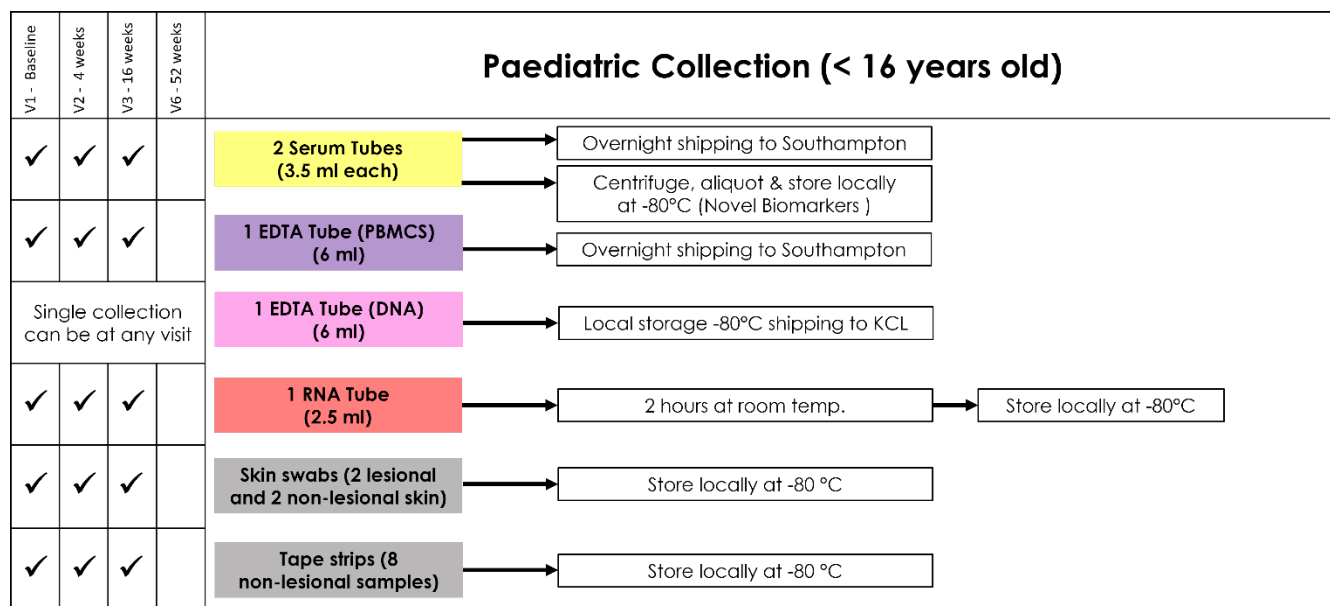 V1 - Baseline
V2 - 4 weeks
V3 - 16 weeks
V6 - 52 weeks
Paediatric Collection (< 16 years old)
✓ ✓ ✓
2 Serum Tubes
(3.5 ml each)
Overnight shipping to Southampton
Centrifuge, aliquot & store locally
at -80°C (Novel Biomarkers )
✓ ✓ ✓
1 EDTA Tube (PBMCS)
(6 ml)
Overnight shipping to Southampton
Single collection
can be at any visit
1 EDTA Tube (DNA)
(6 ml)
Local storage -80°C shipping to KCL
✓ ✓ ✓
1 RNA Tube
(2.5 ml)
2 hours at room temp.
Store locally at -80°C
✓ ✓ ✓
Skin swabs (2 lesional
and 2 non-lesional skin)
Store locally at -80 °C
✓ ✓ ✓
Tape strips (8
non-lesional samples)
Store locally at -80 °C